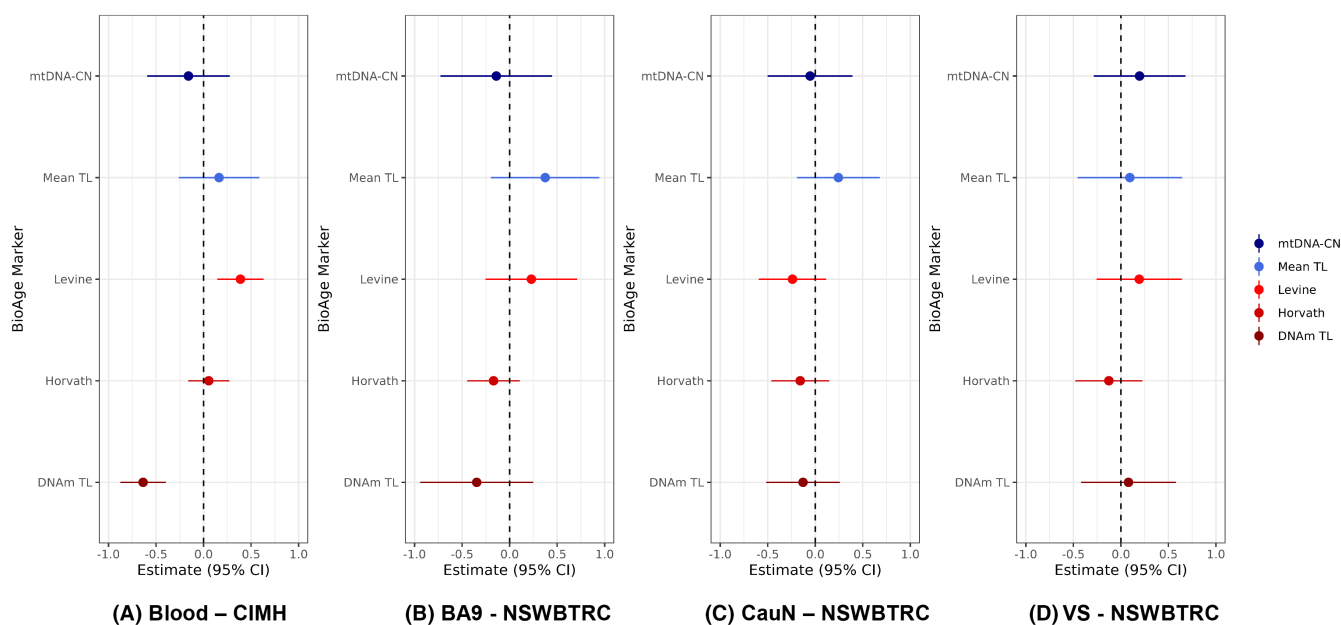 BioAge Marker
mtDNA-CN
Mean TL
Levine
Horvath
DNAm TL
-1.0 -0.5 0.0 0.5 1.0
Estimate (95% CI)
(A) Blood – CIMH
BioAge Marker
mtDNA-CN
Mean TL
Levine
Horvath
DNAm TL
-1.0 -0.5 0.0 0.5 1.0
Estimate (95% CI)
(B) BA9 - NSWBTRC
BioAge Marker
mtDNA-CN
Mean TL
Levine
Horvath
DNAm TL
-1.0 -0.5 0.0 0.5 1.0
Estimate (95% CI)
(C) CauN – NSWBTRC
BioAge Marker
mtDNA-CN
Mean TL
Levine
Horvath
DNAm TL
-1.0 -0.5 0.0 0.5 1.0
Estimate (95% CI)
(D) VS - NSWBTRC
mtDNA-CN
Mean TL
Levine
Horvath
DNAm TL